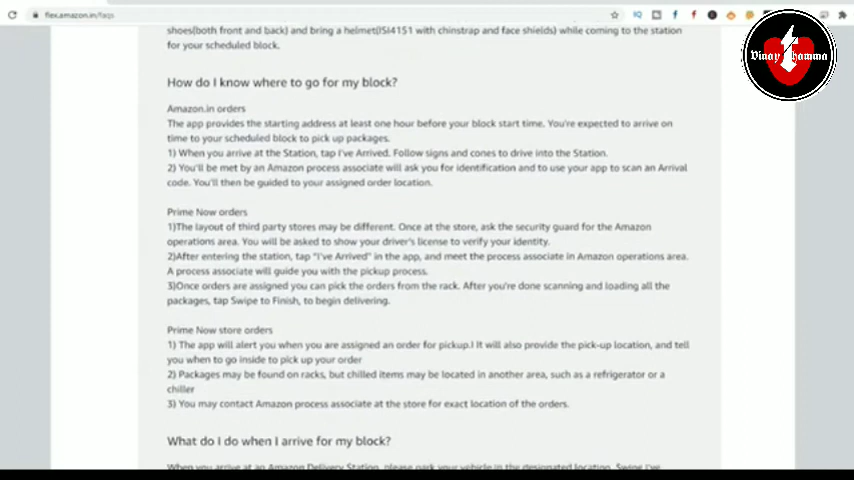 flex.amazon.in/faqs
shoes(both front and back) and bring a helmet(ISI4151 with chinstrap and face shields) while coming to the station
for your scheduled block.
How do I know where to go for my block?
Amazon.in orders
The app provides the starting address at least one hour before your block start time. You're expected to arrive on
time to your scheduled block to pick up packages.
1) When you arrive at the Station, tap I've Arrived. Follow signs and cones to drive into the Station.
2) You'll be met by an Amazon process associate will ask you for identification and to use your app to scan an Arrival
code. You'll then be guided to your assigned order location.
Prime Now orders
1)The layout of third party stores may be different. Once at the store, ask the security guard for the Amazon
operations area. You will be asked to show your driver's license to verify your identity.
2)After entering the station, tap "I've Arrived" in the app, and meet the process associate in Amazon operations area.
A process associate will guide you with the pickup process.
3)Once orders are assigned you can pick the orders from the rack. After you're done scanning and loading all the
packages, tap Swipe to Finish, to begin delivering.
Prime Now store orders
1) The app will alert you when you are assigned an order for pickup.I It will also provide the pick-up location, and tell
you when to go inside to pick up your order
2) Packages may be found on racks, but chilled items may be located in another area, such as a refrigerator or a
chiller
3) You may contact Amazon process associate at the store for exact location of the orders.
What do I do when I arrive for my block?
When you arrive at an Amazon Delivery Station, please park your vehicle in the designated location. Swipe I've